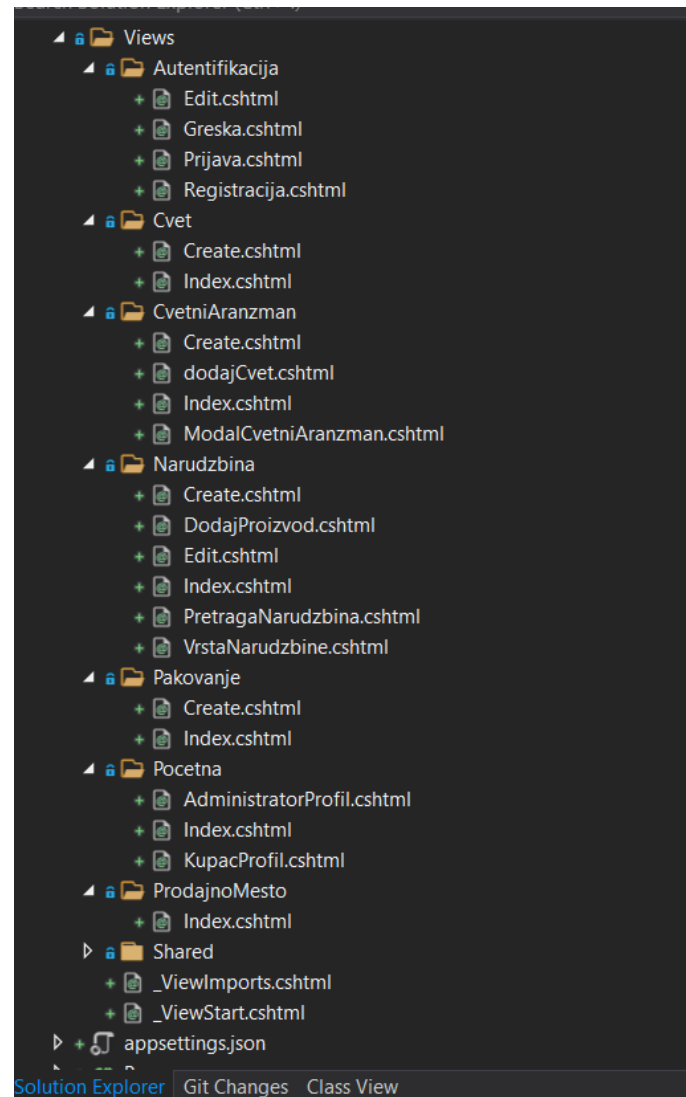 Views
Autentifikacija
Edit.cshtml
Greska.cshtml
Prijava.cshtml
Registracija.cshtml
Cvet
Create.cshtml
Index.cshtml
CvetniAranzman
Create.cshtml
dodajCvet.cshtml
Index.cshtml
ModalCvetniAranzman.cshtml
Narudzbina
Create.cshtml
DodajProizvod.cshtml
Edit.cshtml
Index.cshtml
PretragaNarudzbina.cshtml
VrstaNarudzbine.cshtml
Pakovanje
Create.cshtml
Index.cshtml
Pocetna
AdministratorProfil.cshtml
Index.cshtml
KupacProfil.cshtml
ProdajnoMesto
Index.cshtml
Shared
_ViewImports.cshtml
_ViewStart.cshtml
appsettings.json
Solution Explorer Git Changes Class View